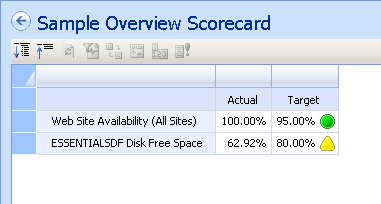 Sample Overview Scorecard
Actual Target
Web Site Availability (All Sites) 100.00% 95.00%
ESSENTIALSDF Disk Free Space 62.92% 80.00%